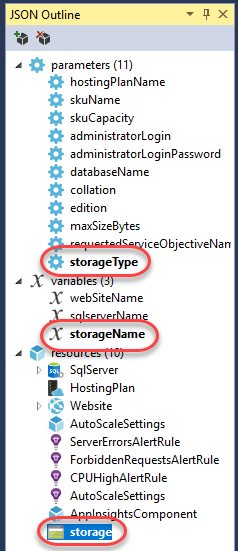 JSON Outline
parameters (11)
hostingPlanName
skuName
skuCapacity
administratorLogin
administratorLoginPassword
databaseName
collation
edition
maxSizeBytes
requestedServiceObjectiveNam
storageType
variables (3)
webSiteName
sqlserverName
storageName
resources (10)
SqlServer
HostingPlan
Website
AutoScaleSettings
ServerErrorsAlertRule
ForbiddenRequestsAlertRule
CPUHighAlertRule
AutoScaleSettings
AppInsightsComponent
storage